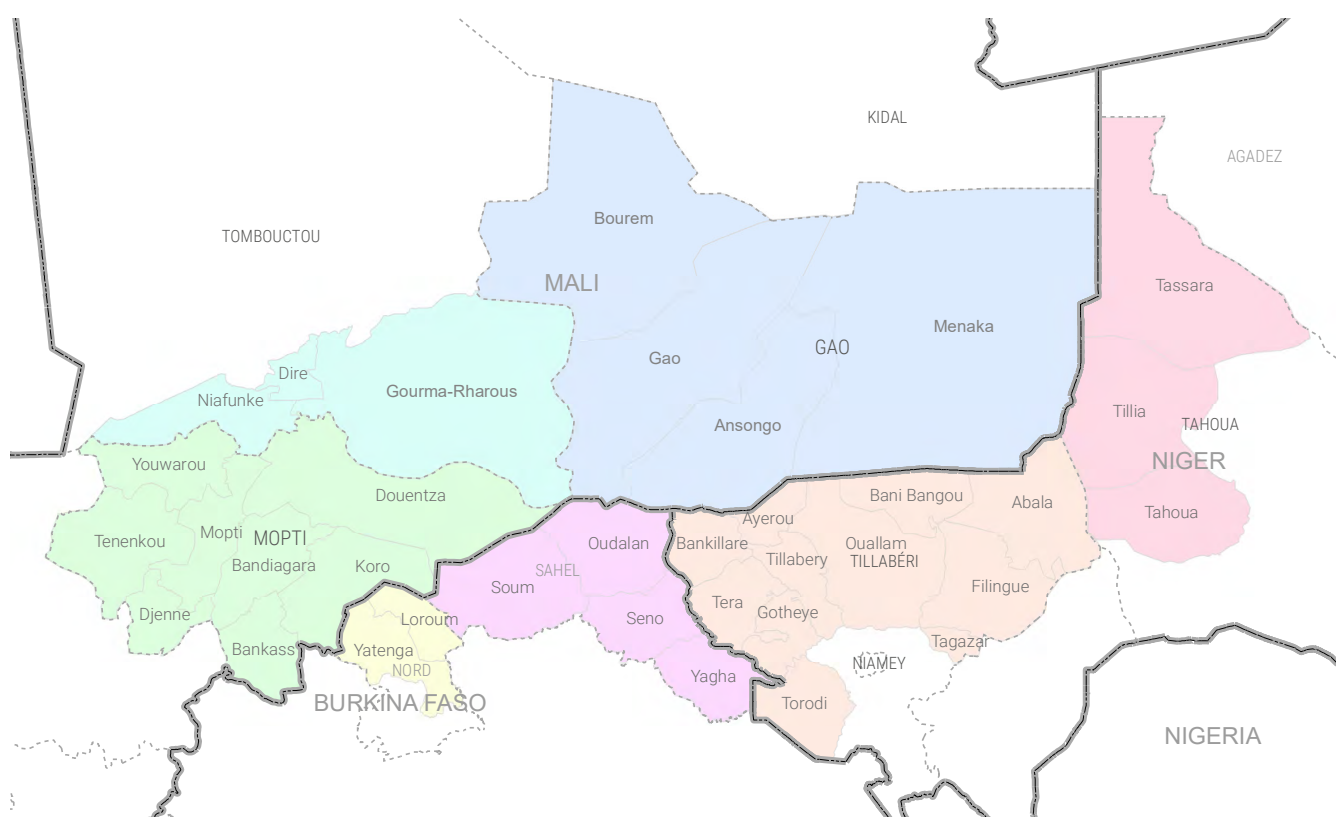 KIDAL
AGADEZ
Bourem
TOMBOUCTOU
MALI
Tassara
Menaka
GAO
Gao
Dire
Gourma-Rharous
Niafunke
Tillia
TAHOUA
Ansongo
NIGER
Youwarou
Douentza
Bani Bangou
Abala
Tahoua
Ayerou
Mopti
MOPTI
Tenenkou
Oudalan
Bankillare
Ouallam
Tillabery
TILLABÉRI
Bandiagara
Koro
SAHEL
Soum
Filingue
Tera
Gotheye
Djenne
Loroum
Seno
Tagazar
Bankass
Yatenga
NIAMEY
NORD
Yagha
BURKINA FASO
Torodi
NIGERIA